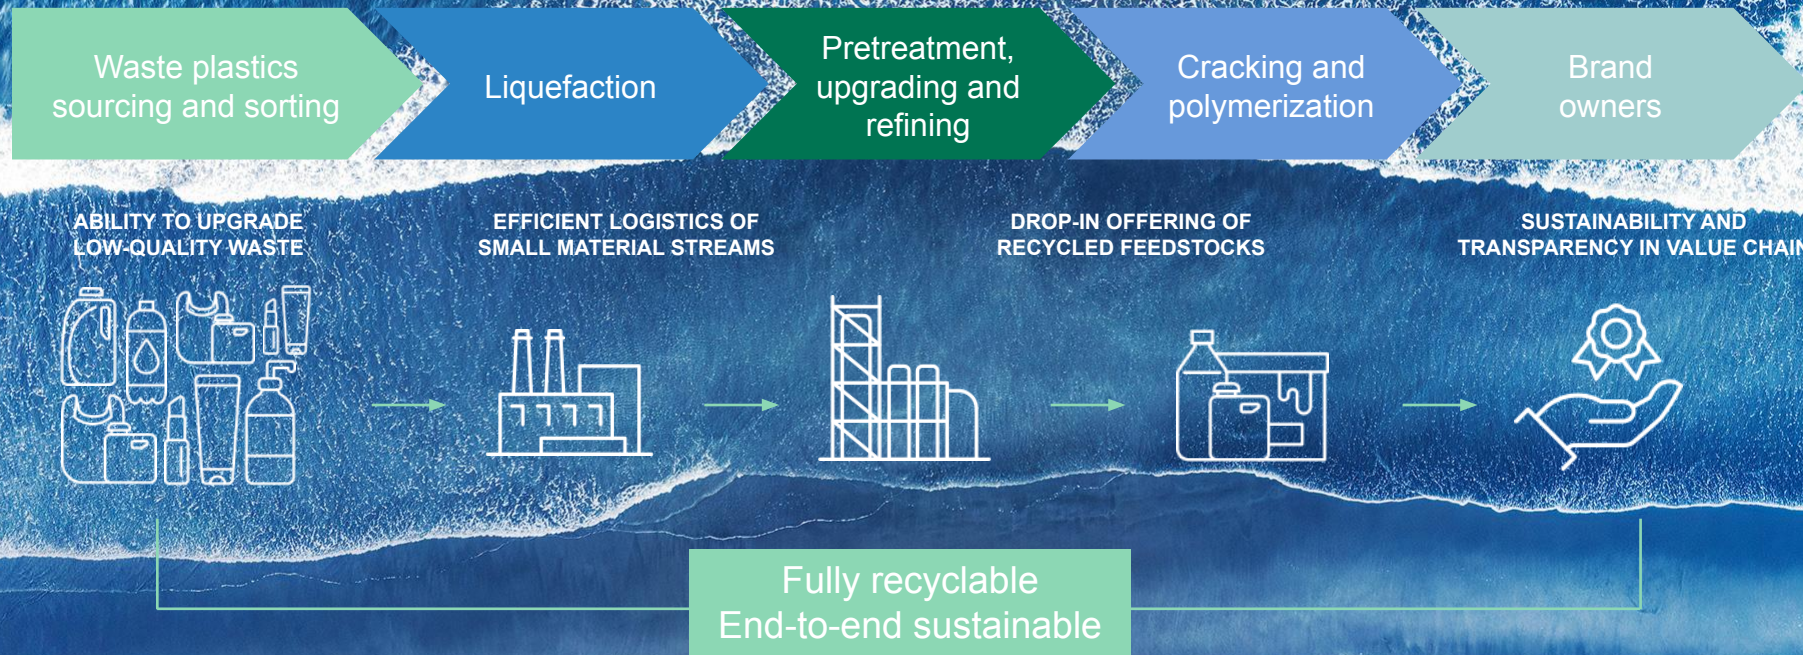 Waste plastics
sourcing and sorting
Liquefaction
Pretreatment,
upgrading and
refining
Cracking and
polymerization
Brand
owners
ABILITY TO UPGRADE
LOW-QUALITY WASTE
EFFICIENT LOGISTICS OF
SMALL MATERIAL STREAMS
DROP-IN OFFERING OF
RECYCLED FEEDSTOCKS
SUSTAINABILITY AND
TRANSPARENCY IN VALUE CHAIN
Fully recyclable
End-to-end sustainable